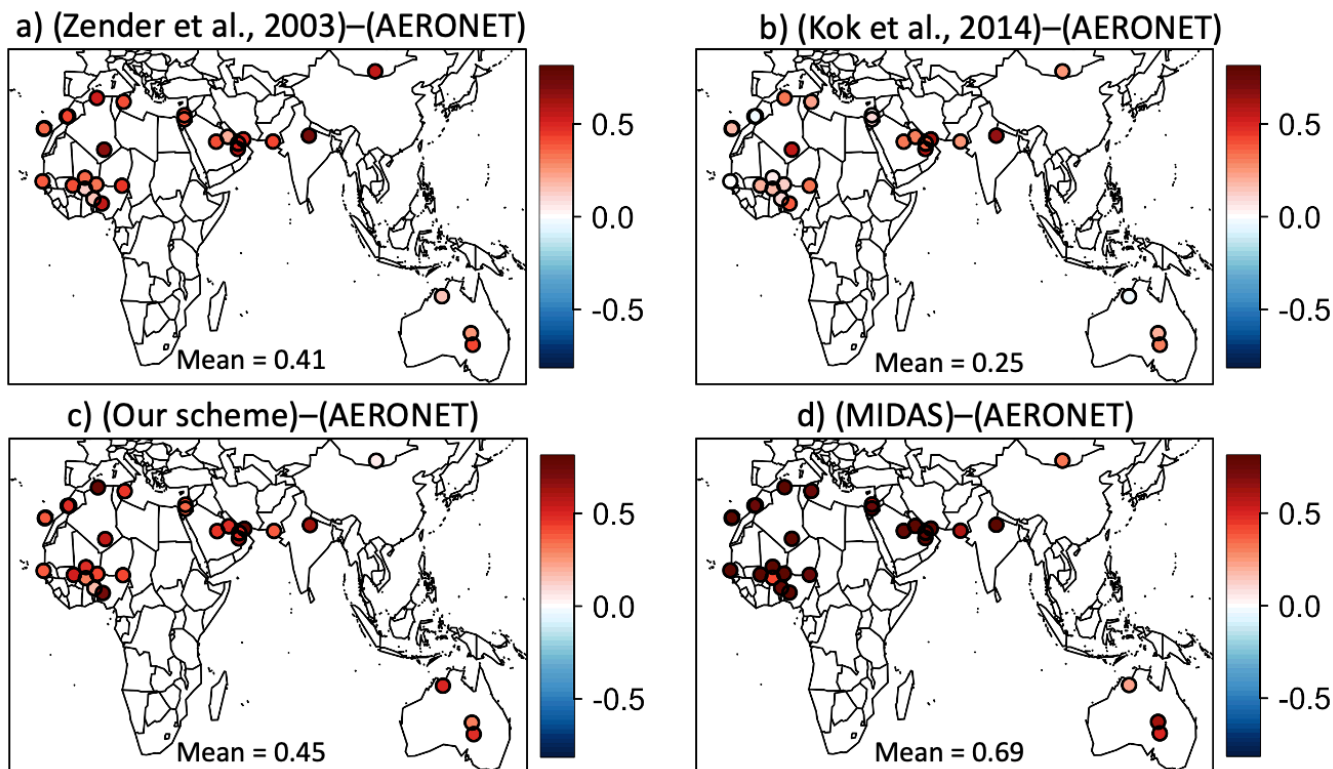 a) (Zender et al., 2003)–(AERONET)
0.5
0.0
-0.5
Mean = 0.41
b) (Kok et al., 2014)–(AERONET)
0.5
0.0
-0.5
Mean = 0.25
c) (Our scheme)–(AERONET)
0.5
0.0
-0.5
Mean = 0.45
d) (MIDAS)–(AERONET)
0.5
0.0
-0.5
Mean = 0.69